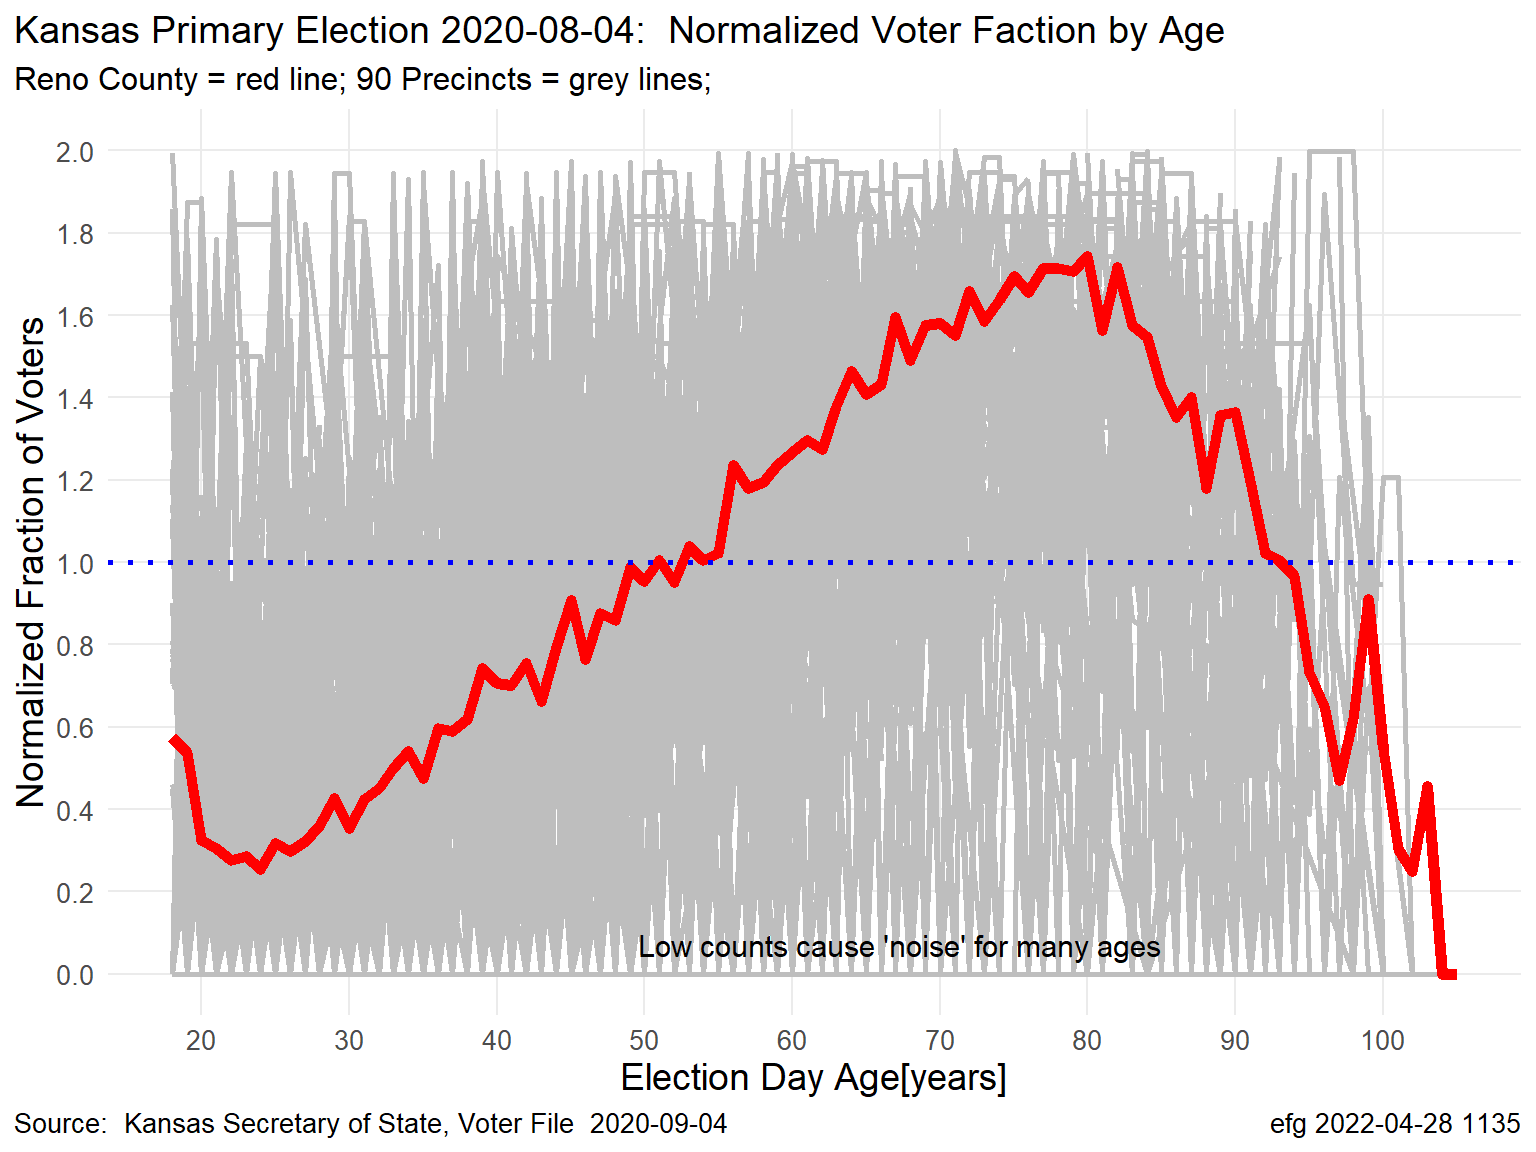 Kansas Primary Election 2020-08-04:  Normalized Voter Faction by Age
Reno County = red line; 90 Precincts = grey lines;
Normalized Fraction of Voters
2.0
1.8
1.6
1.4
1.2
1.0
0.8
0.6
0.4
0.2
0.0
Low counts cause 'noise' for many ages
20 30 40 50 60 70 80 90 100
Election Day Age[years]
Source:  Kansas Secretary of State, Voter File  2020-09-04
efg 2022-04-28 1135